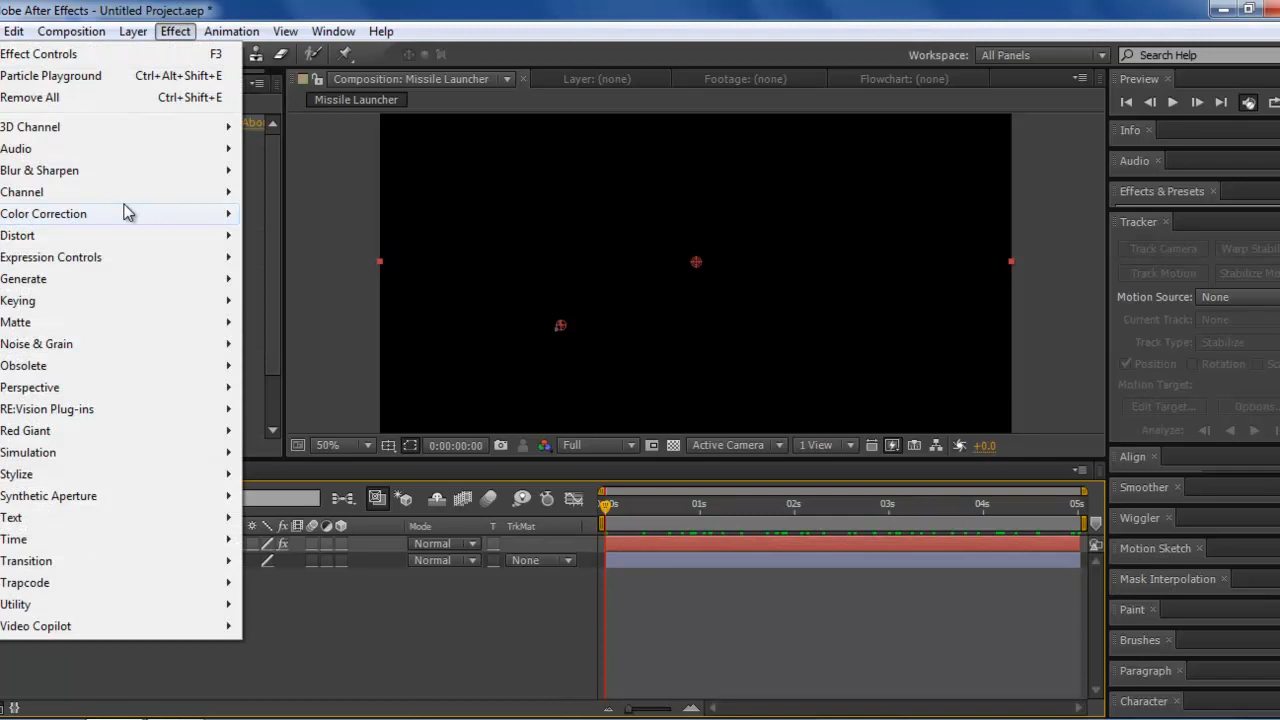 obe After Effects - Untitled Project.aep *
Edit Composition Layer Effect Animation View Window Help
Effect Controls F3
Particle Playground Ctrl+Alt+Shift+E
Remove All Ctrl+Shift+E
3D Channel
Audio
Blur & Sharpen
Channel
Color Correction
Distort
Expression Controls
Generate
Keying
Matte
Noise & Grain
Obsolete
Perspective
RE:Vision Plug-ins
Red Giant
Simulation
Stylize
Synthetic Aperture
Text
Time
Transition
Trapcode
Utility
Video Copilot
Abo
Workspace: All Panels Search Help
Composition: Missile Launcher Layer: (none) Footage: (none) Flowchart: (none)
Missile Launcher
50% 0:00:00:00 Full Active Camera 1 View +0.0
Mode T TrkMat
Normal
Normal None
00s 01s 02s 03s 04s 05s
Preview
Info
Audio
Effects & Presets
Tracker
Track Camera Warp Stabi
Track Motion Stabilize M
Motion Source: None
Current Track: None
Track Type: Stabilize
Position Rotation Sc
Motion Target:
Edit Target... Options..
Analyze:
Align
Smoother
Wiggler
Motion Sketch
Mask Interpolation
Paint
Brushes
Paragraph
Character